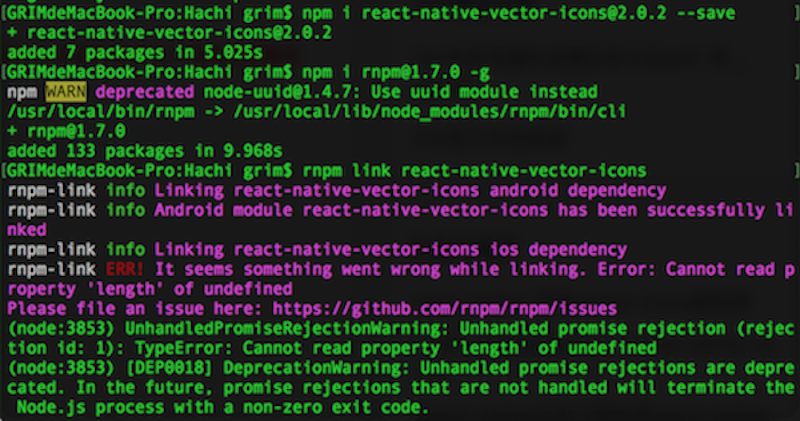 [GRIMdeMacBook-Pro:Hachi grim$ npm i react-native-vector-icons@2.0.2 --save ]
+ react-native-vector-icons@2.0.2
added 7 packages in 5.025s
[GRIMdeMacBook-Pro:Hachi grim$ npm i rnpm@1.7.0 -g ]
npm WARN deprecated node-uuid@1.4.7: Use uuid module instead
/usr/local/bin/rnpm -> /usr/local/lib/node_modules/rnpm/bin/cli
+ rnpm@1.7.0
added 133 packages in 9.968s
[GRIMdeMacBook-Pro:Hachi grim$ rnpm link react-native-vector-icons ]
rnpm-link info Linking react-native-vector-icons android dependency
rnpm-link info Android module react-native-vector-icons has been successfully li
nked
rnpm-link info Linking react-native-vector-icons ios dependency
rnpm-link ERR! It seems something went wrong while linking. Error: Cannot read p
roperty 'length' of undefined
Please file an issue here: https://github.com/rnpm/rnpm/issues
(node:3853) UnhandledPromiseRejectionWarning: Unhandled promise rejection (rejec
tion id: 1): TypeError: Cannot read property 'length' of undefined
(node:3853) [DEP0018] DeprecationWarning: Unhandled promise rejections are depre
cated. In the future, promise rejections that are not handled will terminate the
 Node.js process with a non-zero exit code.